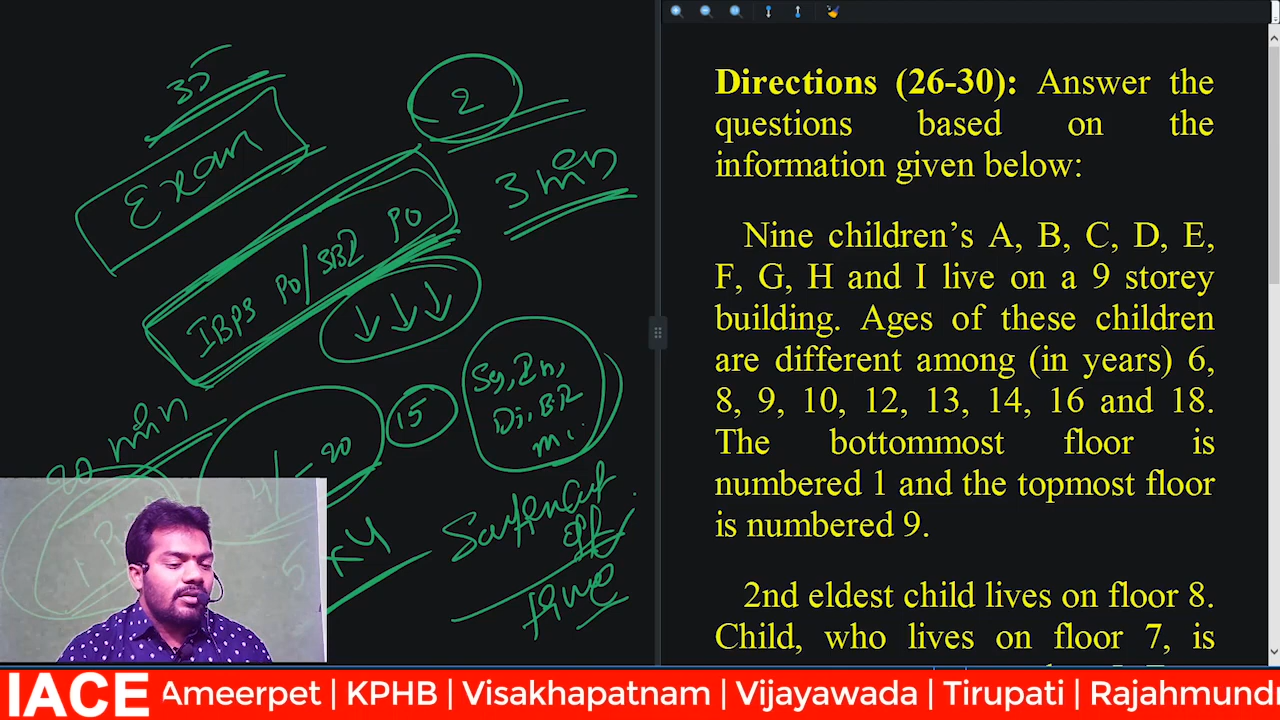 35
Exam
2
3 min
IBPS PO/SBI PO
20 min
15
Sy, In,
Di, BR
x4
Directions (26-30): Answer the
questions based on the
information given below:
Nine children’s A, B, C, D, E,
F, G, H and I live on a 9 storey
building. Ages of these children
are different among (in years) 6,
8, 9, 10, 12, 13, 14, 16 and 18.
The bottommost floor is
numbered 1 and the topmost floor
is numbered 9.
2nd eldest child lives on floor 8.
Child, who lives on floor 7, is
IACE Ameerpet | KPHB | Visakhapatnam | Vijayawada | Tirupati | Rajahmund